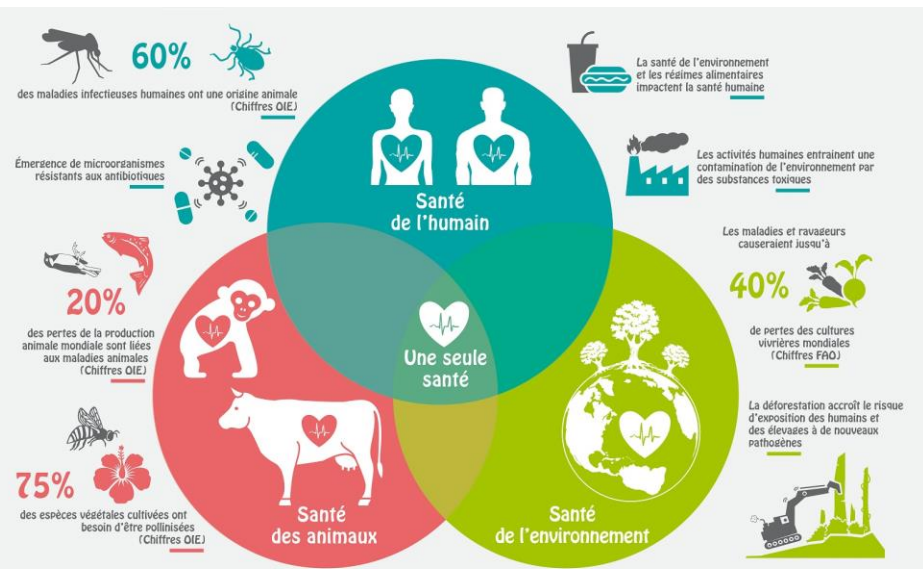 60%
des maladies infectieuses humaines ont une origine animale
(Chiffres OIE)
Émergence de microorganismes
résistants aux antibiotiques
20%
des pertes de la production
animale mondiale sont liées
aux maladies animales
(Chiffres OIE)
75%
des espèces végétales cultivées ont
besoin d'être pollinisées
(Chiffres OIE)
Santé
de l'humain
Une seule
santé
Santé
des animaux
Santé
de l'environnement
La santé de l'environnement
et les régimes alimentaires
impactent la santé humaine
Les activités humaines entrainent une
contamination de l'environnement par
des substances toxiques
Les maladies et ravageurs
causeraient jusqu'à
40%
de pertes des cultures
vivrières mondiales
(Chiffres FAO)
La déforestation accroît le risque
d'exposition des humains et
des élevages à de nouveaux
pathogènes